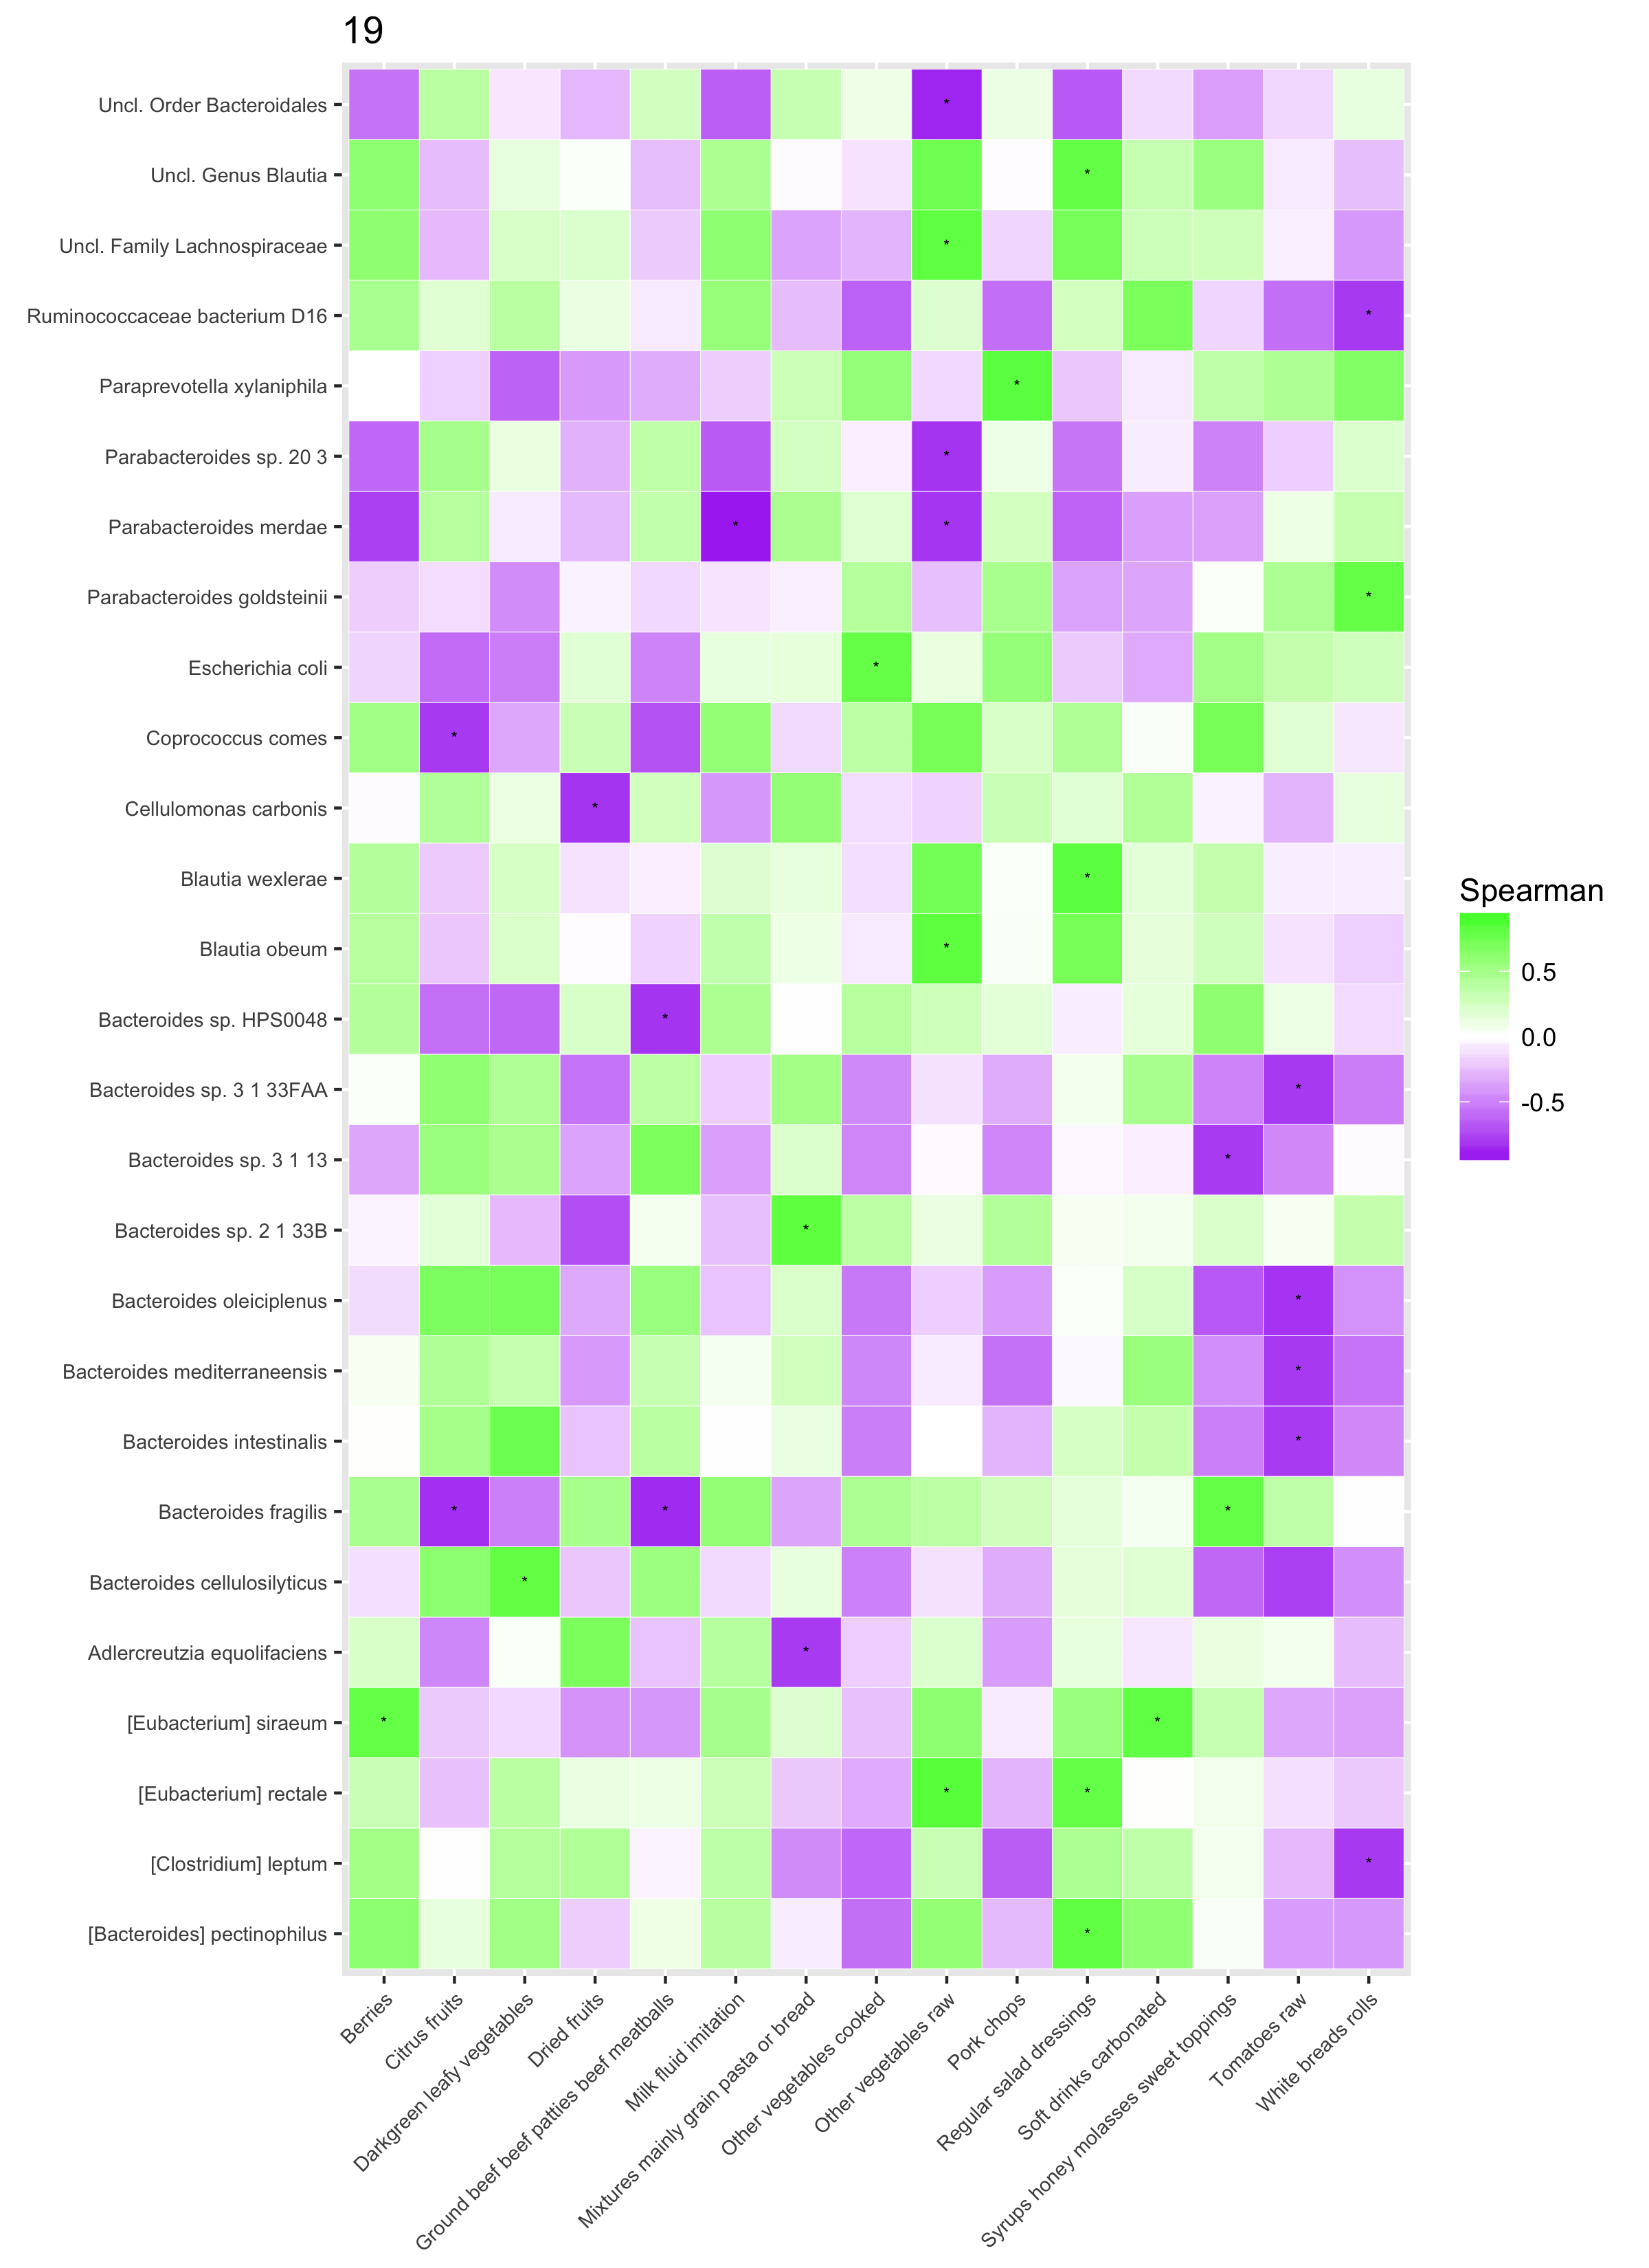 19
Uncl. Order Bacteroidales
Uncl. Genus Blautia
Uncl. Family Lachnospiraceae
Ruminococcaceae bacterium D16
Paraprevotella xylaniphila
Parabacteroides sp. 20 3
Parabacteroides merdae
Parabacteroides goldsteinii
Escherichia coli
Coprococcus comes
Cellulomonas carbonis
Blautia wexlerae
Blautia obeum
Bacteroides sp. HPS0048
Bacteroides sp. 3 1 33FAA
Bacteroides sp. 3 1 13
Bacteroides sp. 2 1 33B
Bacteroides oleiciplenus
Bacteroides mediterraneensis
Bacteroides intestinalis
Bacteroides fragilis
Bacteroides cellulosilyticus
Adlercreutzia equolifaciens
[Eubacterium] siraeum
[Eubacterium] rectale
[Clostridium] leptum
[Bacteroides] pectinophilus
Berries
Citrus fruits
Darkgreen leafy vegetables
Dried fruits
Ground beef beef patties beef meatballs
Milk fluid imitation
Mixtures mainly grain pasta or bread
Other vegetables cooked
Other vegetables raw
Pork chops
Regular salad dressings
Soft drinks carbonated
Syrups honey molasses sweet toppings
Tomatoes raw
White breads rolls
Spearman
0.5
0.0
-0.5